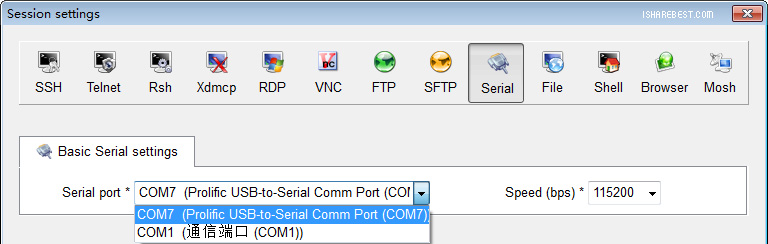 Session settings
ISHAREBEST.COM
SSH Telnet Rsh Xdmcp RDP VNC FTP SFTP Serial File Shell Browser Mosh
Basic Serial settings
Serial port * COM7 (Prolific USB-to-Serial Comm Port (COM Speed (bps) * 115200
COM7 (Prolific USB-to-Serial Comm Port (COM7))
COM1 (通信端口 (COM1))